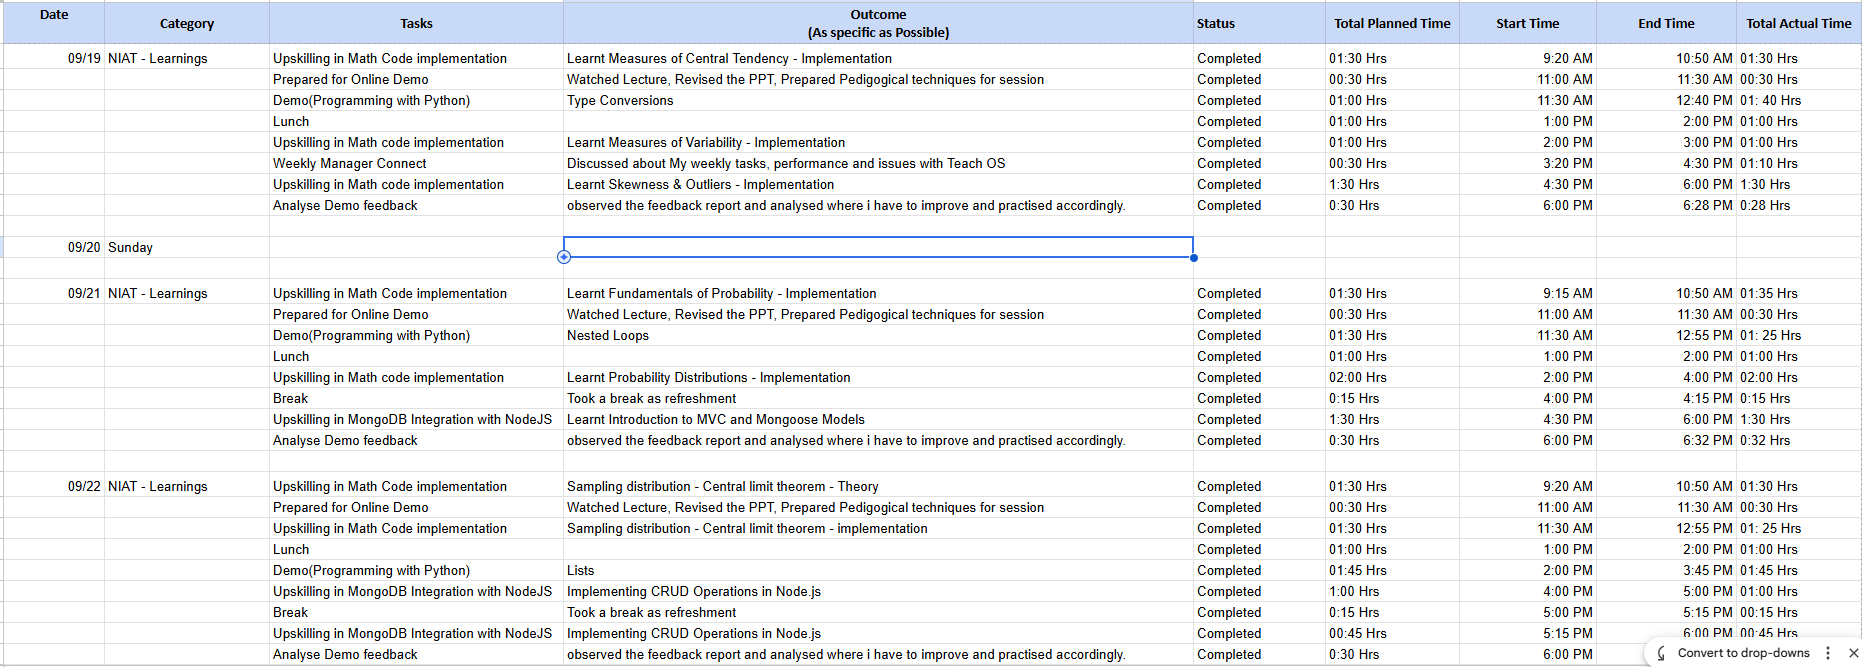 Date Category Tasks Outcome (As specific as Possible) Status Total Planned Time Start Time End Time Total Actual Time
09/19 NIAT - Learnings Upskilling in Math Code implementation Learnt Measures of Central Tendency - Implementation Completed 01:30 Hrs 9:20 AM 10:50 AM 01:30 Hrs
Prepared for Online Demo Watched Lecture, Revised the PPT, Prepared Pedigogical techniques for session Completed 00:30 Hrs 11:00 AM 11:30 AM 00:30 Hrs
Demo(Programming with Python) Type Conversions Completed 01:00 Hrs 11:30 AM 12:40 PM 01: 40 Hrs
Lunch Completed 01:00 Hrs 1:00 PM 2:00 PM 01:00 Hrs
Upskilling in Math code implementation Learnt Measures of Variability - Implementation Completed 01:00 Hrs 2:00 PM 3:00 PM 01:00 Hrs
Weekly Manager Connect Discussed about My weekly tasks, performance and issues with Teach OS Completed 00:30 Hrs 3:20 PM 4:30 PM 01:10 Hrs
Upskilling in Math code implementation Learnt Skewness & Outliers - Implementation Completed 1:30 Hrs 4:30 PM 6:00 PM 1:30 Hrs
Analyse Demo feedback observed the feedback report and analysed where i have to improve and practised accordingly. Completed 0:30 Hrs 6:00 PM 6:28 PM 0:28 Hrs
09/20 Sunday
09/21 NIAT - Learnings Upskilling in Math Code implementation Learnt Fundamentals of Probability - Implementation Completed 01:30 Hrs 9:15 AM 10:50 AM 01:35 Hrs
Prepared for Online Demo Watched Lecture, Revised the PPT, Prepared Pedigogical techniques for session Completed 00:30 Hrs 11:00 AM 11:30 AM 00:30 Hrs
Demo(Programming with Python) Nested Loops Completed 01:30 Hrs 11:30 AM 12:55 PM 01: 25 Hrs
Lunch Completed 01:00 Hrs 1:00 PM 2:00 PM 01:00 Hrs
Upskilling in Math code implementation Learnt Probability Distributions - Implementation Completed 02:00 Hrs 2:00 PM 4:00 PM 02:00 Hrs
Break Took a break as refreshment Completed 0:15 Hrs 4:00 PM 4:15 PM 0:15 Hrs
Upskilling in MongoDB Integration with NodeJS Learnt Introduction to MVC and Mongoose Models Completed 1:30 Hrs 4:30 PM 6:00 PM 1:30 Hrs
Analyse Demo feedback observed the feedback report and analysed where i have to improve and practised accordingly. Completed 0:30 Hrs 6:00 PM 6:32 PM 0:32 Hrs
09/22 NIAT - Learnings Upskilling in Math Code implementation Sampling distribution - Central limit theorem - Theory Completed 01:30 Hrs 9:20 AM 10:50 AM 01:30 Hrs
Prepared for Online Demo Watched Lecture, Revised the PPT, Prepared Pedigogical techniques for session Completed 00:30 Hrs 11:00 AM 11:30 AM 00:30 Hrs
Upskilling in Math Code implementation Sampling distribution - Central limit theorem - implementation Completed 01:30 Hrs 11:30 AM 12:55 PM 01: 25 Hrs
Lunch Completed 01:00 Hrs 1:00 PM 2:00 PM 01:00 Hrs
Demo(Programming with Python) Lists Completed 01:45 Hrs 2:00 PM 3:45 PM 01:45 Hrs
Upskilling in MongoDB Integration with NodeJS Implementing CRUD Operations in Node.js Completed 1:00 Hrs 4:00 PM 5:00 PM 01:00 Hrs
Break Took a break as refreshment Completed 0:15 Hrs 5:00 PM 5:15 PM 00:15 Hrs
Upskilling in MongoDB Integration with NodeJS Implementing CRUD Operations in Node.js Completed 00:45 Hrs 5:15 PM 6:00 PM 00:45 Hrs
Analyse Demo feedback observed the feedback report and analysed where i have to improve and practised accordingly. Completed 0:30 Hrs 6:00 PM
Convert to drop-downs